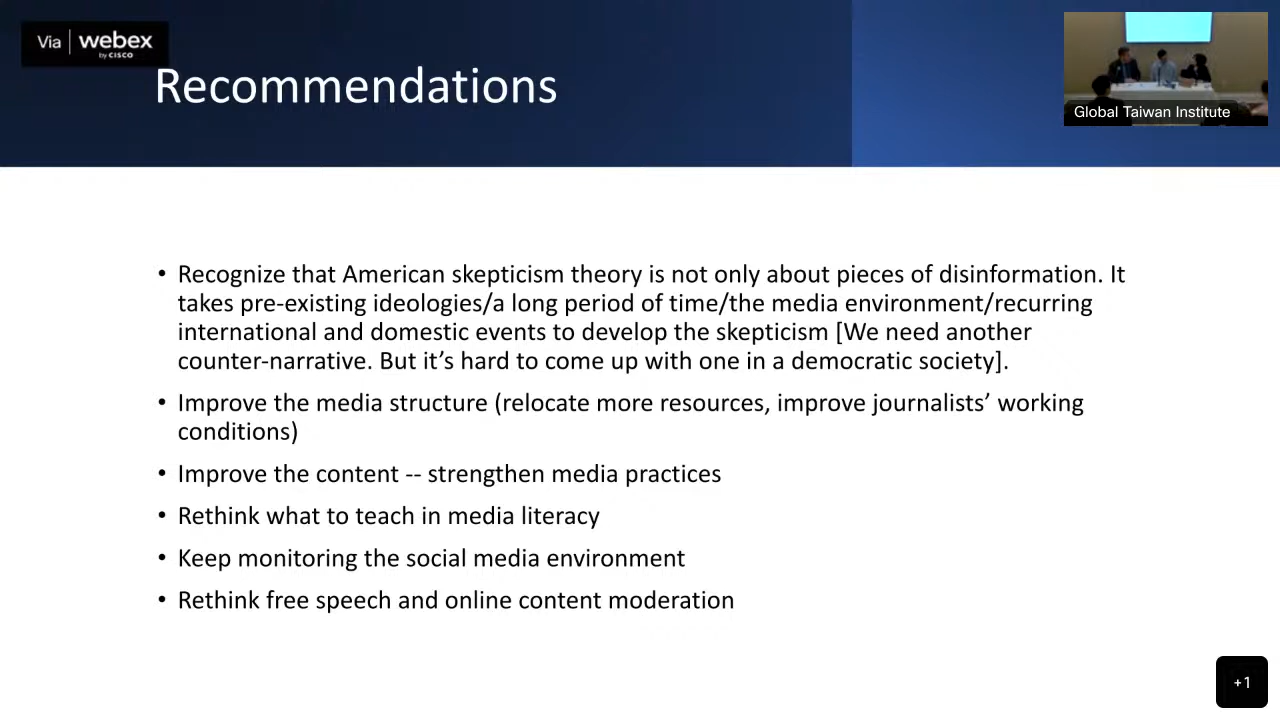 Via webex
by CISCO
Recommendations
Global Taiwan Institute
• Recognize that American skepticism theory is not only about pieces of disinformation. It
takes pre-existing ideologies/a long period of time/the media environment/recurring
international and domestic events to develop the skepticism [We need another
counter-narrative. But it’s hard to come up with one in a democratic society].
• Improve the media structure (relocate more resources, improve journalists’ working
conditions)
• Improve the content -- strengthen media practices
• Rethink what to teach in media literacy
• Keep monitoring the social media environment
• Rethink free speech and online content moderation
+1